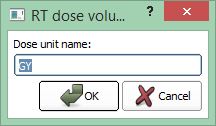 RT dose volu... ?
Dose unit name:
GY
OK Cancel